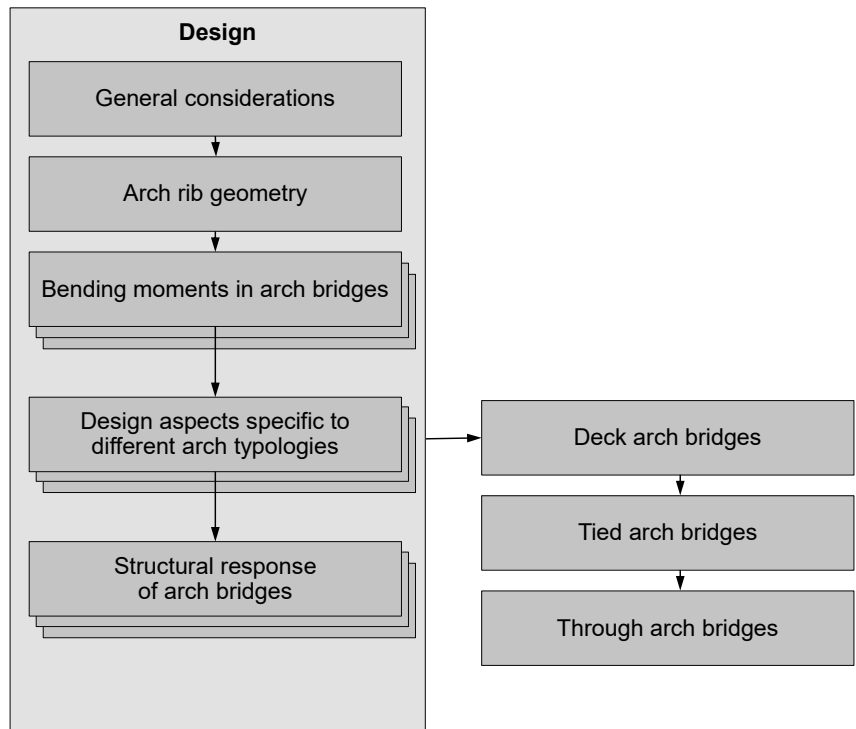 Design
General considerations
Arch rib geometry
Bending moments in arch bridges
Design aspects specific to
different arch typologies
Structural response
of arch bridges
Deck arch bridges
Tied arch bridges
Through arch bridges